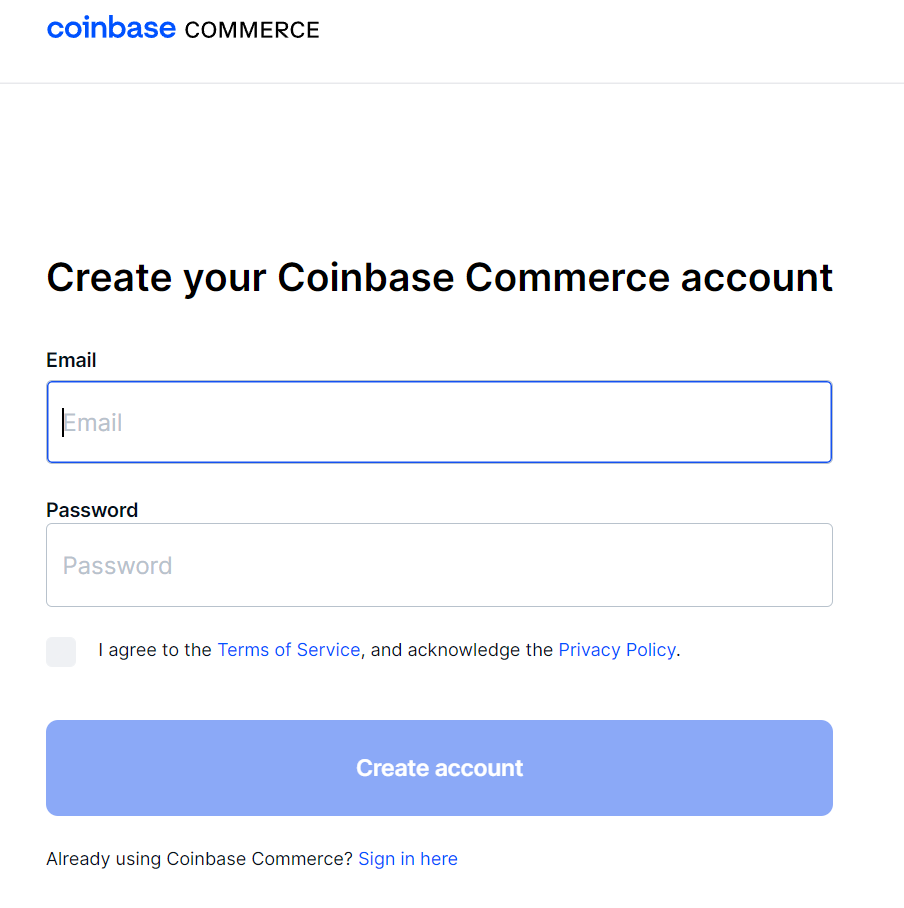 coinbase COMMERCE
Create your Coinbase Commerce account
Email
Email
Password
Password
I agree to the Terms of Service, and acknowledge the Privacy Policy.
Create account
Already using Coinbase Commerce? Sign in here